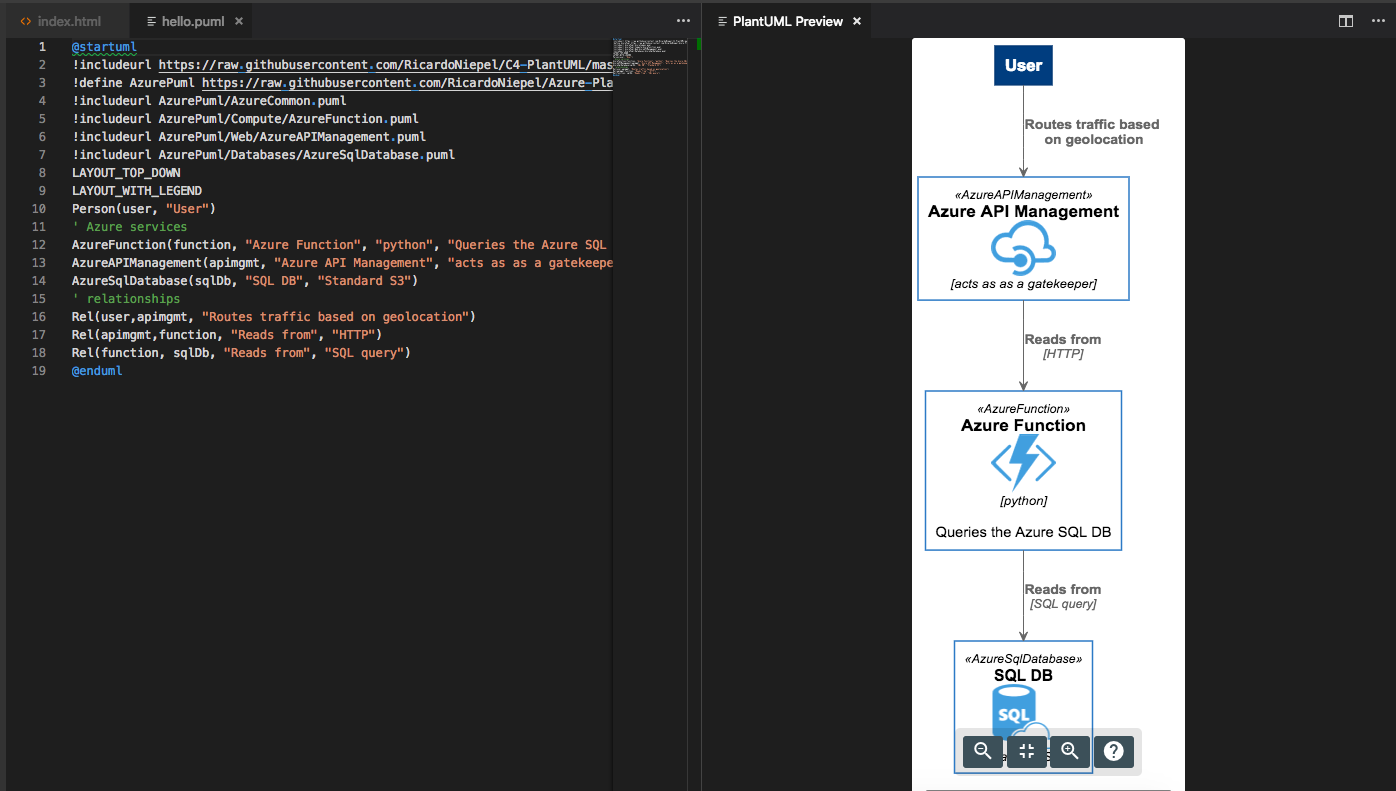 index.html
hello.puml
PlantUML Preview
1 @startuml
2 !includeurl https://raw.githubusercontent.com/RicardoNiepel/C4-PlantUML/mas
3 !define AzurePuml https://raw.githubusercontent.com/RicardoNiepel/Azure-Pla
4 !includeurl AzurePuml/AzureCommon.puml
5 !includeurl AzurePuml/Compute/AzureFunction.puml
6 !includeurl AzurePuml/Web/AzureAPIManagement.puml
7 !includeurl AzurePuml/Databases/AzureSqlDatabase.puml
8 LAYOUT_TOP_DOWN
9 LAYOUT_WITH_LEGEND
10 Person(user, "User")
11 ' Azure services
12 AzureFunction(function, "Azure Function", "python", "Queries the Azure SQL
13 AzureAPIManagement(apimgmt, "Azure API Management", "acts as as a gatekeepe
14 AzureSqlDatabase(sqlDb, "SQL DB", "Standard S3")
15 ' relationships
16 Rel(user,apimgmt, "Routes traffic based on geolocation")
17 Rel(apimgmt,function, "Reads from", "HTTP")
18 Rel(function, sqlDb, "Reads from", "SQL query")
19 @enduml
User
Routes traffic based
on geolocation
«AzureAPIManagement»
Azure API Management
[acts as as a gatekeeper]
Reads from
[HTTP]
«AzureFunction»
Azure Function
[python]
Queries the Azure SQL DB
Reads from
[SQL query]
«AzureSqlDatabase»
SQL DB
SQL